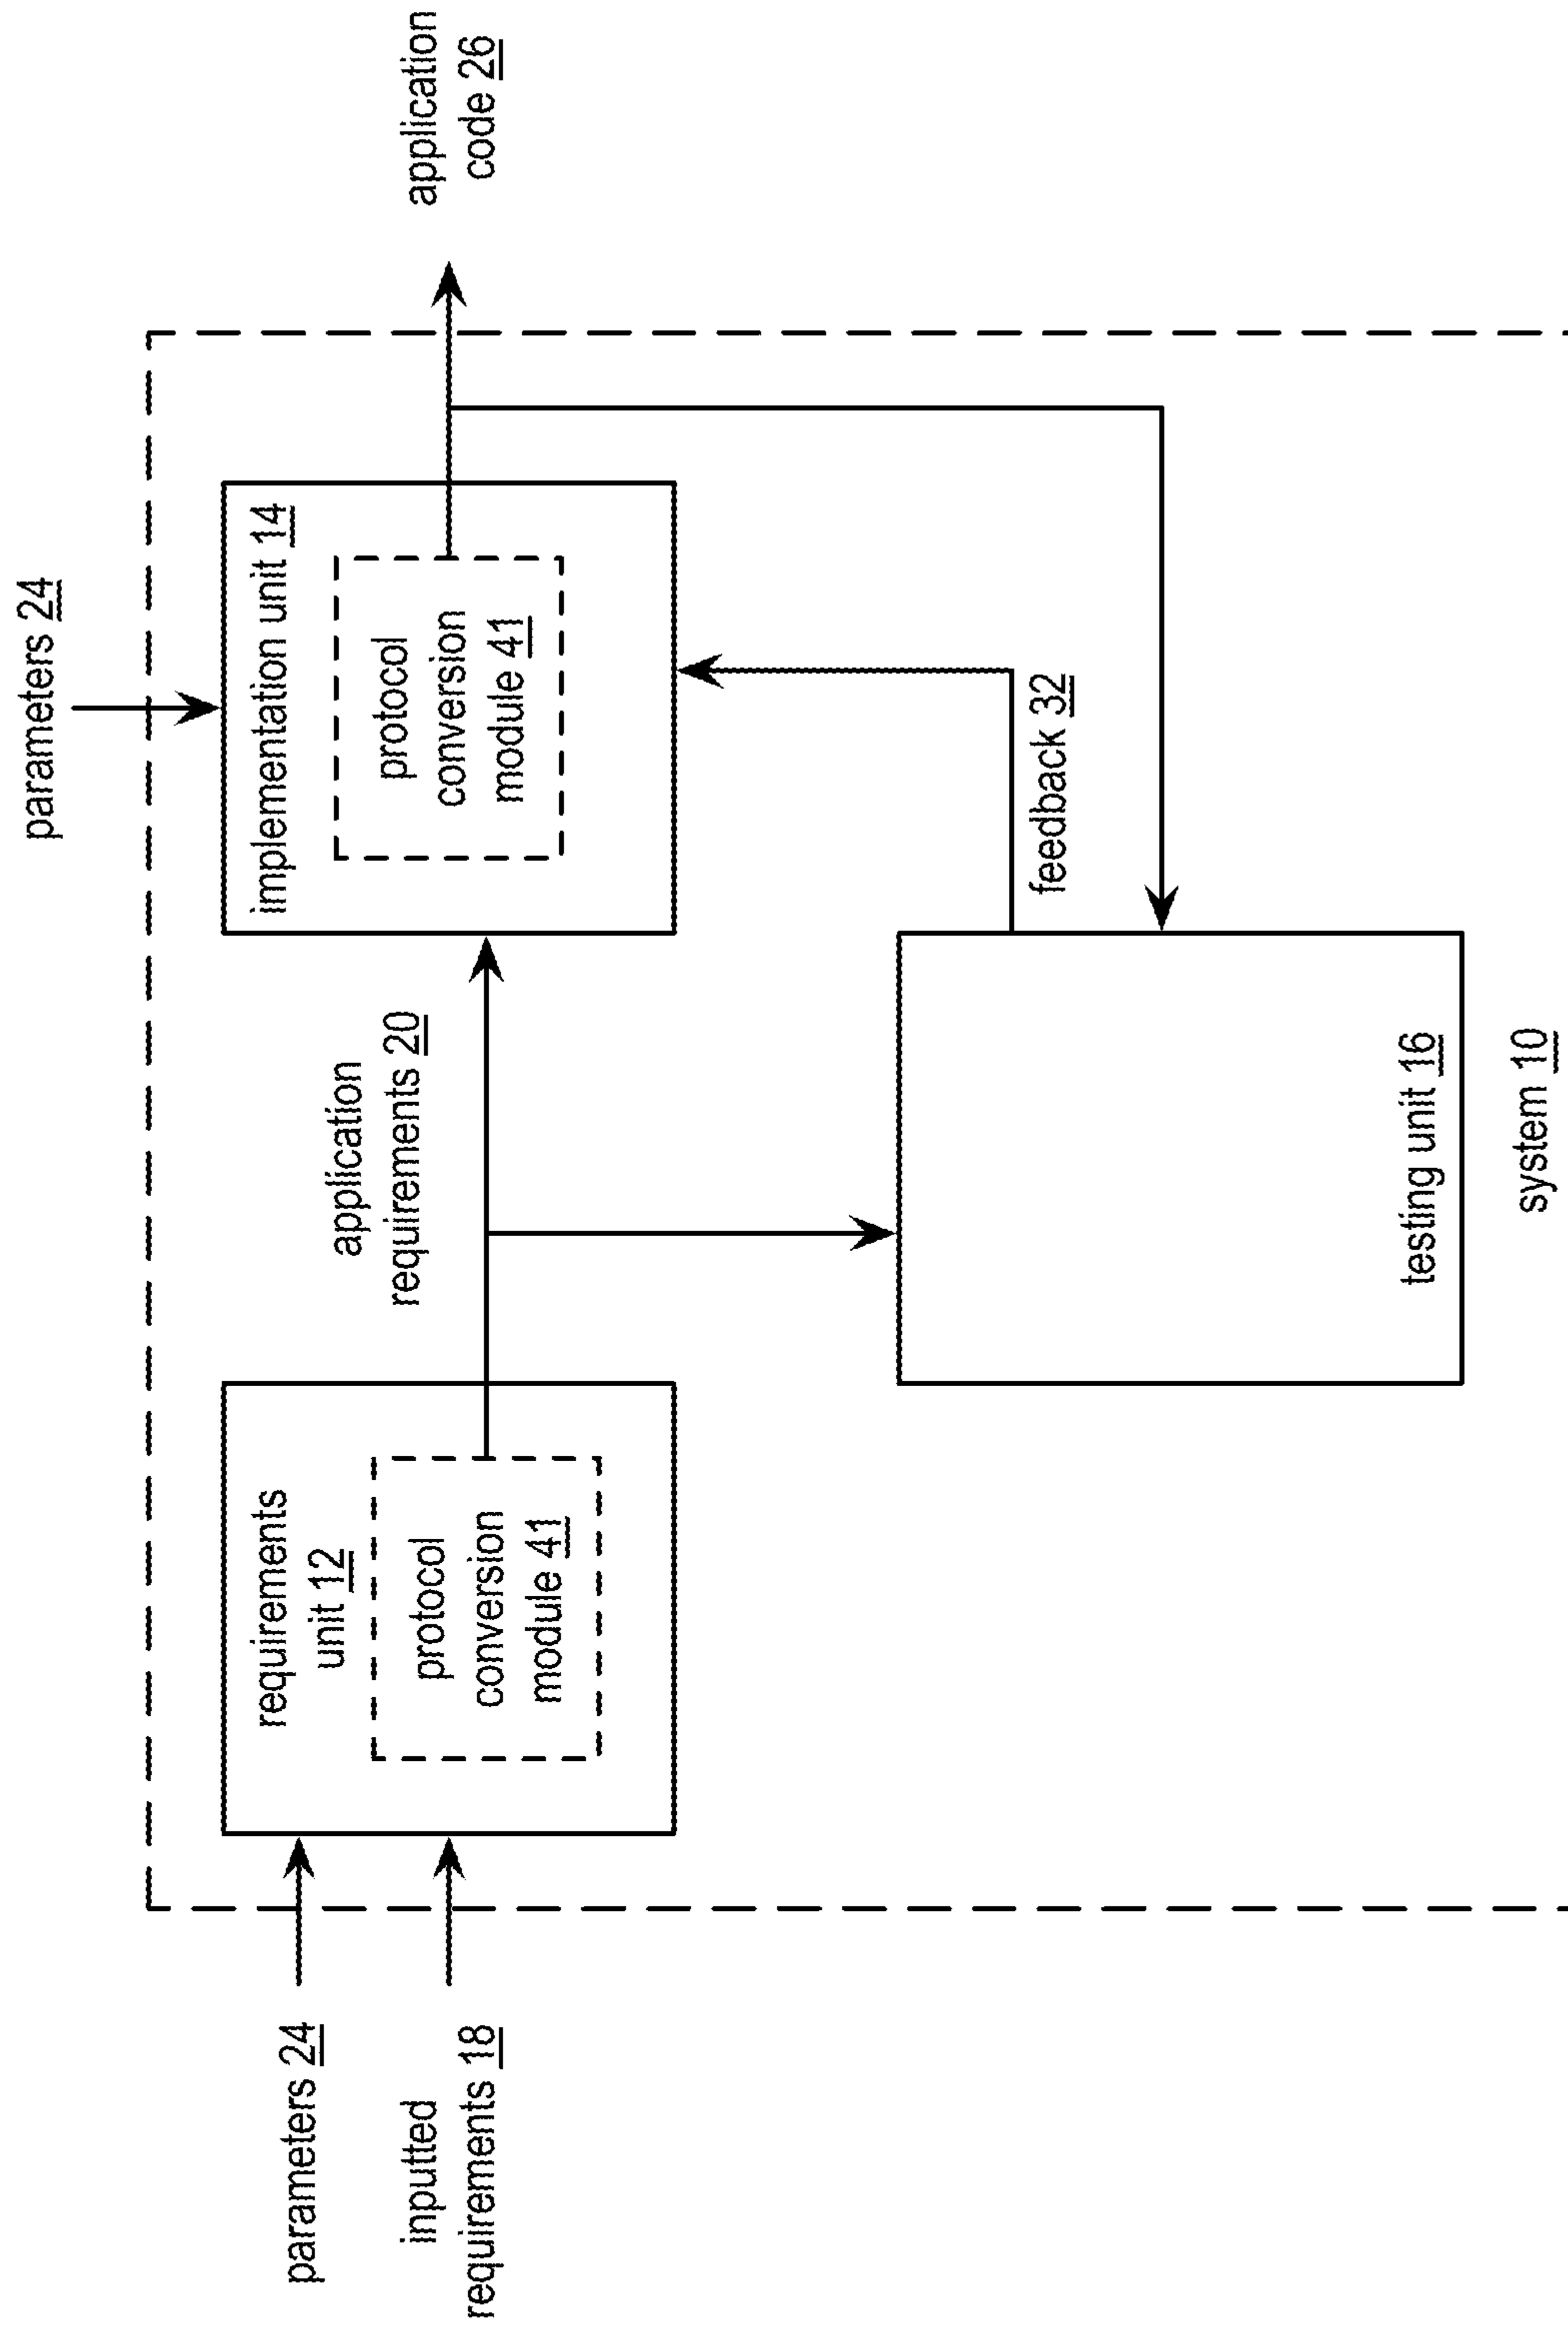 parameters 24
inputted
requirements 18
requirements
unit 12
protocol
conversion
module 41
application
requirements 20
parameters 24
implementation unit 14
protocol
conversion
module 41
application
code 26
feedback 32
testing unit 16
system 10